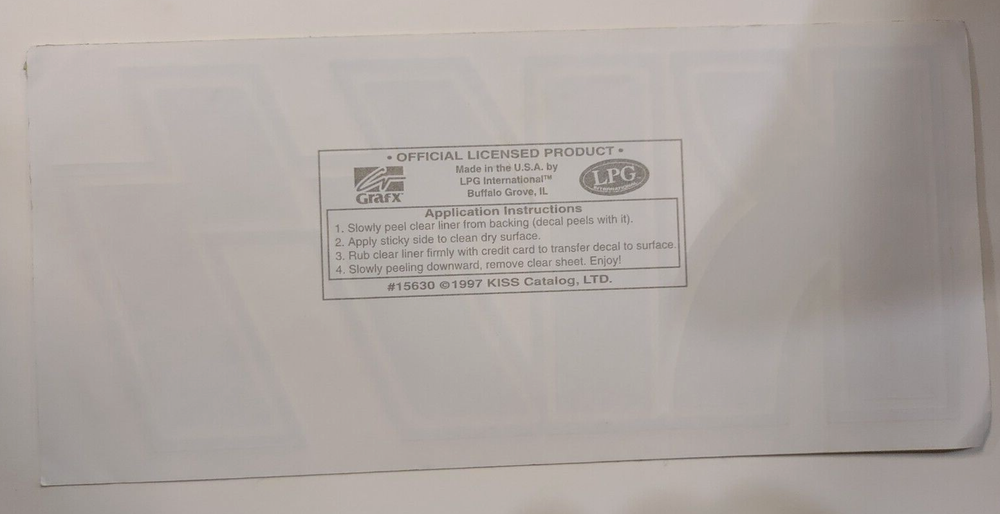 • OFFICIAL LICENSED PRODUCT •
Grafx
Made in the U.S.A. by
LPG International™
Buffalo Grove, IL
LPG
INTERNATIONAL
Application Instructions
1. Slowly peel clear liner from backing (decal peels with it).
2. Apply sticky side to clean dry surface.
3. Rub clear liner firmly with credit card to transfer decal to surface.
4. Slowly peeling downward, remove clear sheet. Enjoy!
#15630 ©1997 KISS Catalog, LTD.